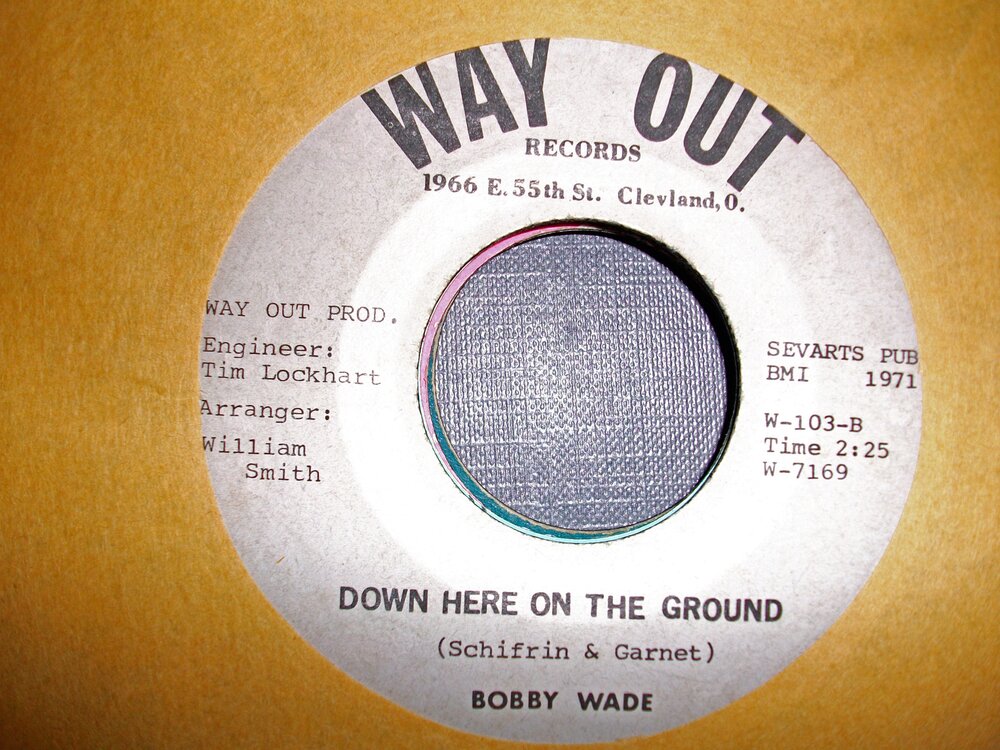 WAY OUT
RECORDS
1966 E. 55th St. Clevland, O.
WAY OUT PROD.
Engineer:
Tim Lockhart
Arranger:
William
Smith
SEVARTS PUB
BMI 1971
W-103-B
Time 2:25
W-7169
DOWN HERE ON THE GROUND
(Schifrin & Garnet)
BOBBY WADE